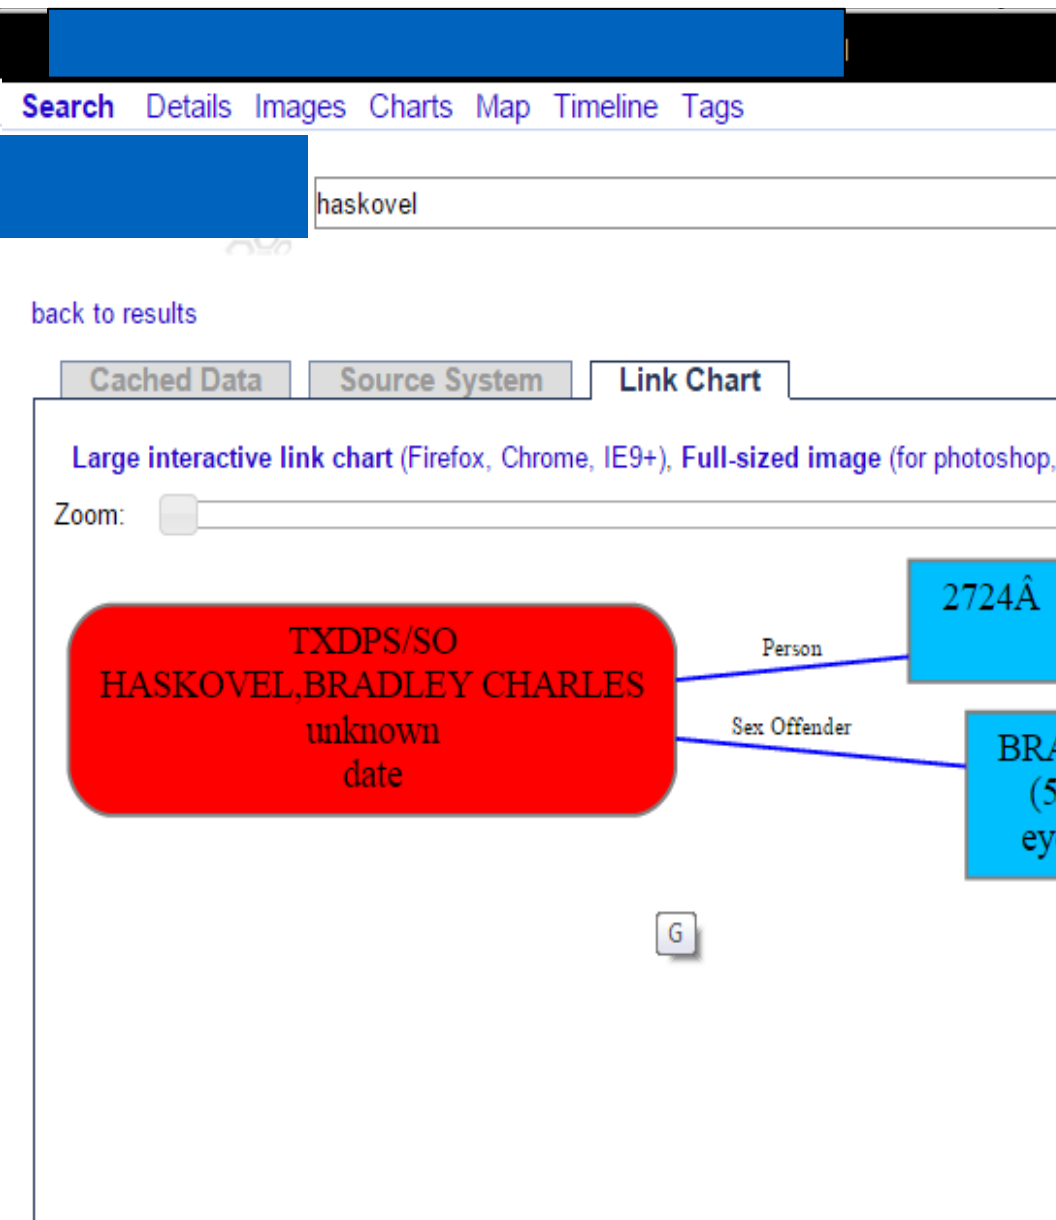 Search Details Images Charts Map Timeline Tags
haskovel
back to results
Cached Data Source System Link Chart
Large interactive link chart (Firefox, Chrome, IE9+), Full-sized image (for photoshop,
Zoom:
2724Â
TXDPS/SO
HASKOVEL,BRADLEY CHARLES
unknown
date
Person
Sex Offender
BRA
(5
ey
G